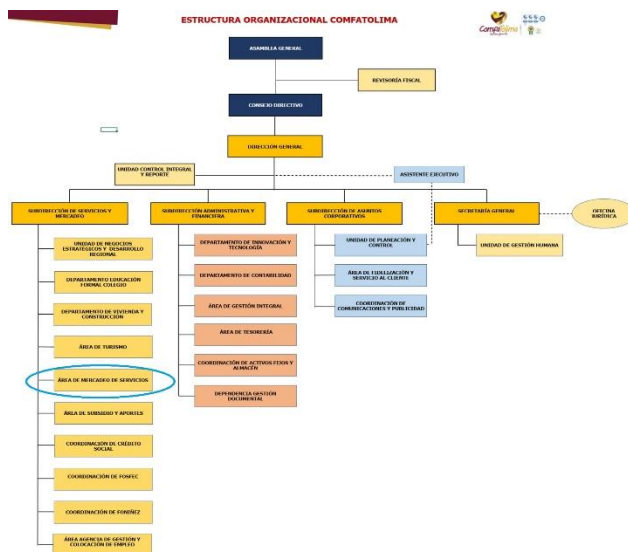 ESTRUCTURA ORGANIZACIONAL COMFATOLIMA
Comfatolima
ASAMBLEA GENERAL
REVISORÍA FISCAL
CONSEJO DIRECTIVO
DIRECCIÓN GENERAL
UNIDAD CONTROL INTEGRAL
Y REPORTE
ASISTENTE EJECUTIVO
SUBDIRECCIÓN DE SERVICIOS Y
MERCADEO
SUBDIRECCIÓN ADMINISTRATIVA Y
FINANCIERA
SUBDIRECCIÓN DE ASUNTOS
CORPORATIVOS
SECRETARÍA GENERAL
OFICINA
JURÍDICA
UNIDAD DE NEGOCIOS
ESTRATÉGICOS Y DESARROLLO
REGIONAL
DEPARTAMENTO EDUCACIÓN
FORMAL COLEGIO
DEPARTAMENTO DE VIVIENDA Y
CONSTRUCCIÓN
ÁREA DE TURISMO
ÁREA DE MERCADEO DE SERVICIOS
ÁREA DE SUBSIDIO Y APORTES
COORDINACIÓN DE CRÉDITO
SOCIAL
COORDINACIÓN DE FOSFEC
COORDINACIÓN DE FONIÑEZ
ÁREA AGENCIA DE GESTIÓN Y
COLOCACIÓN DE EMPLEO
DEPARTAMENTO DE INNOVACIÓN Y
TECNOLOGÍA
DEPARTAMENTO DE CONTABILIDAD
ÁREA DE GESTIÓN INTEGRAL
ÁREA DE TESORERÍA
COORDINACIÓN DE ACTIVOS FIJOS Y
ALMACÉN
DEPENDENCIA GESTIÓN
DOCUMENTAL
UNIDAD DE PLANEACIÓN Y
CONTROL
ÁREA DE FIDELIZACIÓN Y
SERVICIO AL CLIENTE
COORDINACIÓN DE
COMUNICACIONES Y PUBLICIDAD
UNIDAD DE GESTIÓN HUMANA